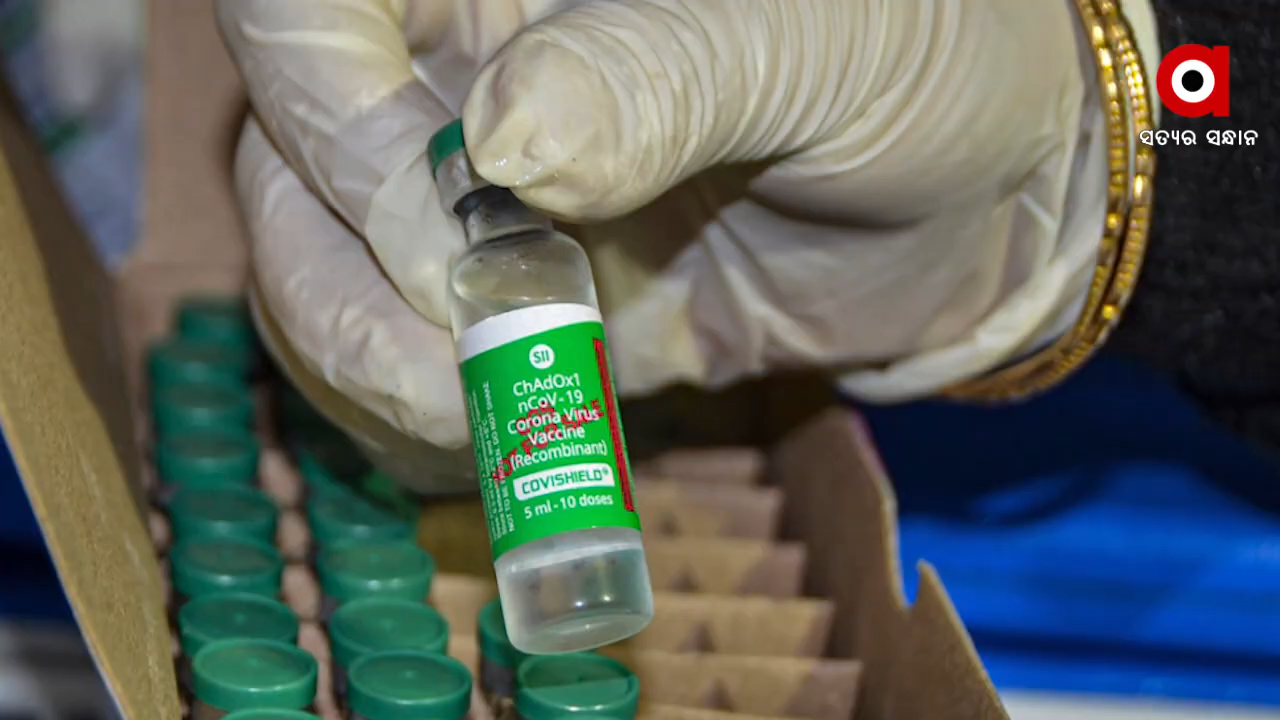 ସତ୍ୟର ସନ୍ଧାନ
SII
ChAdOx1
nCoV - 19
Corona Virus
Vaccine
(Recombinant)
COVISHIELD®
5 ml - 10 doses